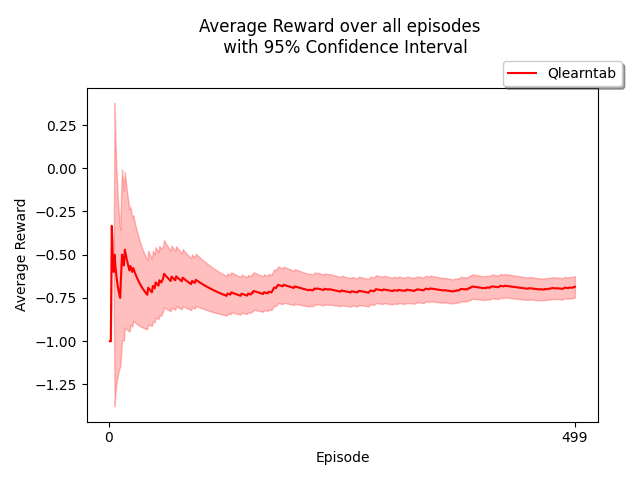 Average Reward over all episodes
with 95% Confidence Interval
Qlearntab
0.25
0.00
−0.25
−0.50
−0.75
−1.00
−1.25
Average Reward
0
499
Episode